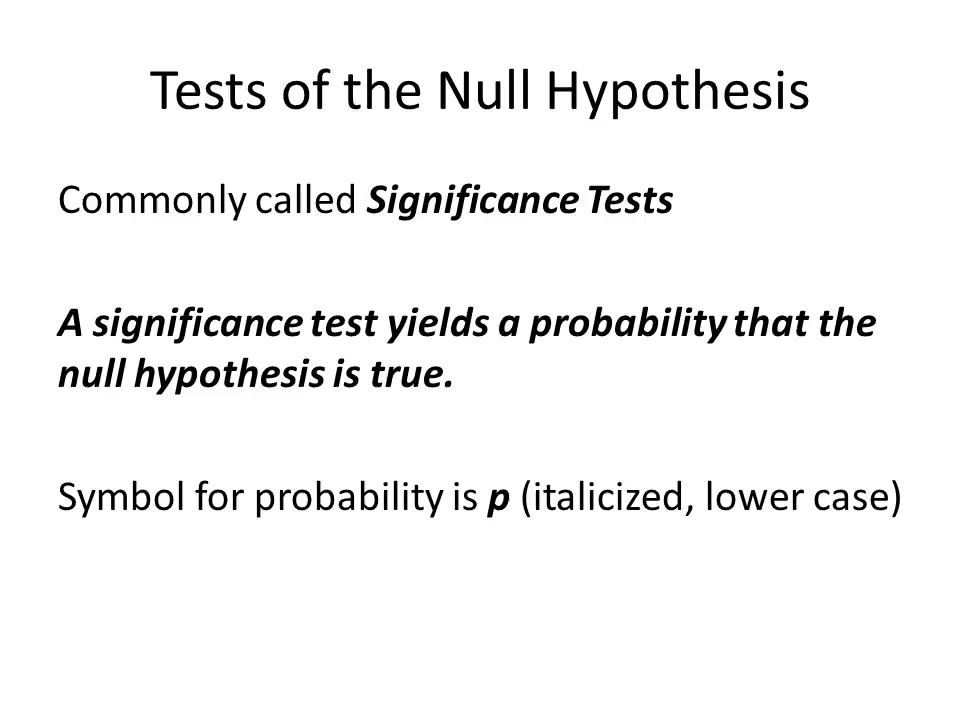 Tests of the Null Hypothesis
Commonly called Significance Tests
A significance test yields a probability that the
null hypothesis is true.
Symbol for probability is p (italicized, lower case)